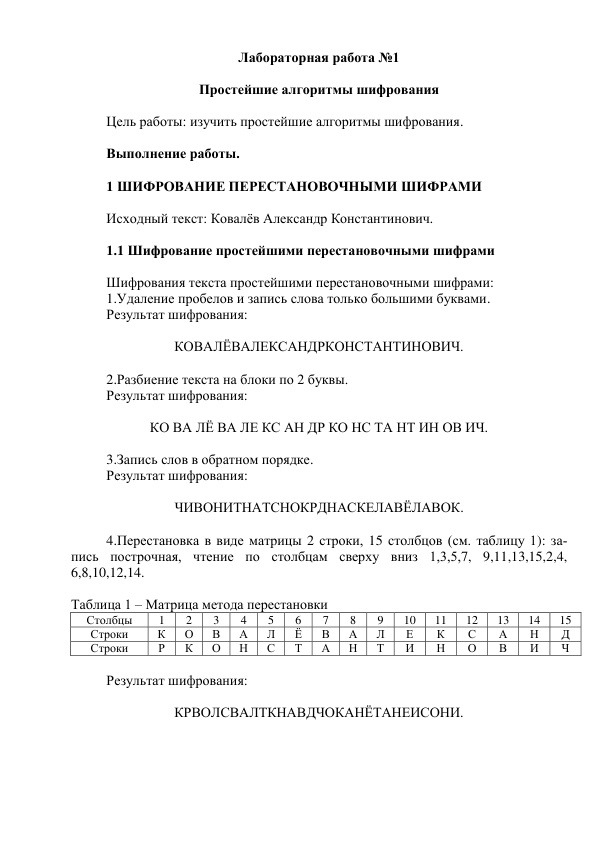 Лабораторная работа №1
Простейшие алгоритмы шифрования
Цель работы: изучить простейшие алгоритмы шифрования.
Выполнение работы.
1 ШИФРОВАНИЕ ПЕРЕСТАНОВОЧНЫМИ ШИФРАМИ
Исходный текст: Ковалёв Александр Константинович.
1.1 Шифрование простейшими перестановочными шифрами
Шифрования текста простейшими перестановочными шифрами:
1.Удаление пробелов и запись слова только большими буквами.
Результат шифрования:
КОВАЛЁВАЛЕКСАНДРКОНСТАНТИНОВИЧ.
2.Разбиение текста на блоки по 2 буквы.
Результат шифрования:
КО ВА ЛЁ ВА ЛЕ КС АН ДР КО НС ТА НТ ИН ОВ ИЧ.
3.Запись слов в обратном порядке.
Результат шифрования:
ЧИВОНИТНАТСНОКРДНАСКЕЛАВЁЛАВОК.
4.Перестановка в виде матрицы 2 строки, 15 столбцов (см. таблицу 1): за-
пись построчная, чтение по столбцам сверху вниз 1,3,5,7, 9,11,13,15,2,4,
6,8,10,12,14.
Таблица 1 – Матрица метода перестановки
Столбцы 1 2 3 4 5 6 7 8 9 10 11 12 13 14 15
Строки К О В А Л Ё В А Л Е К С А Н Д
Строки Р К О Н С Т А Н Т И Н О В И Ч
Результат шифрования:
КРВОЛСВАЛТКНАВДЧОКАНЁТАНЕИСОНИ.